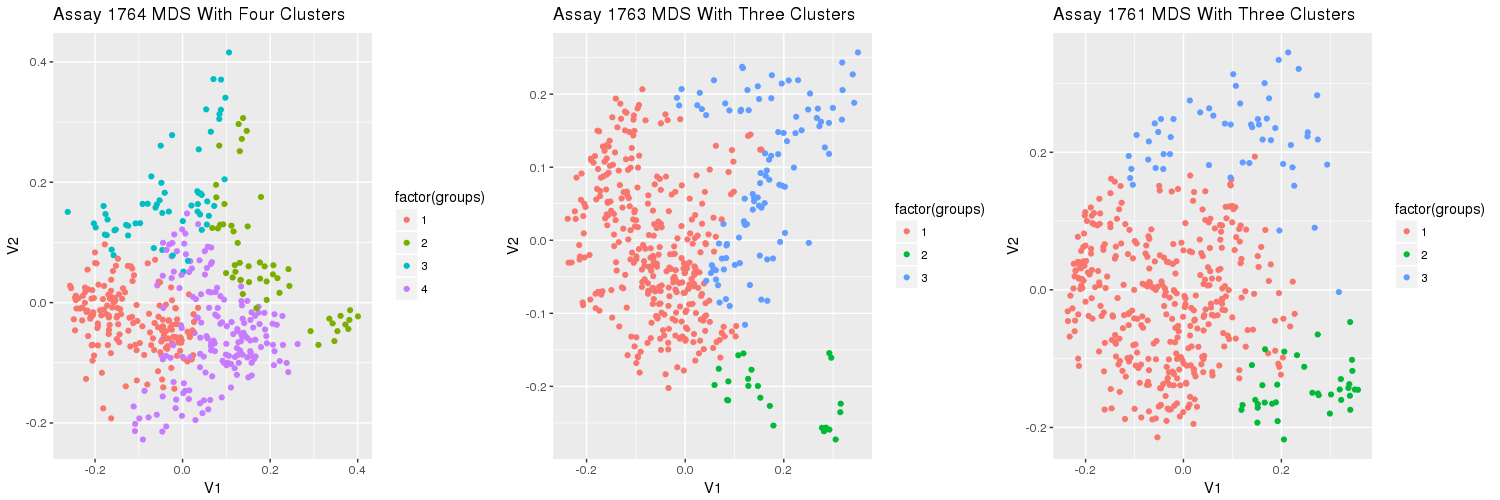 Assay 1764 MDS With Four Clusters
V2
0.4
0.2
0.0
-0.2
-0.2
0.0
0.2
0.4
V1
factor(groups)
1
2
3
4
Assay 1763 MDS With Three Clusters
V2
0.2
0.1
0.0
-0.1
-0.2
-0.2
0.0
0.2
V1
factor(groups)
1
2
3
Assay 1761 MDS With Three Clusters
V2
0.2
0.0
-0.2
-0.2
0.0
0.2
V1
factor(groups)
1
2
3